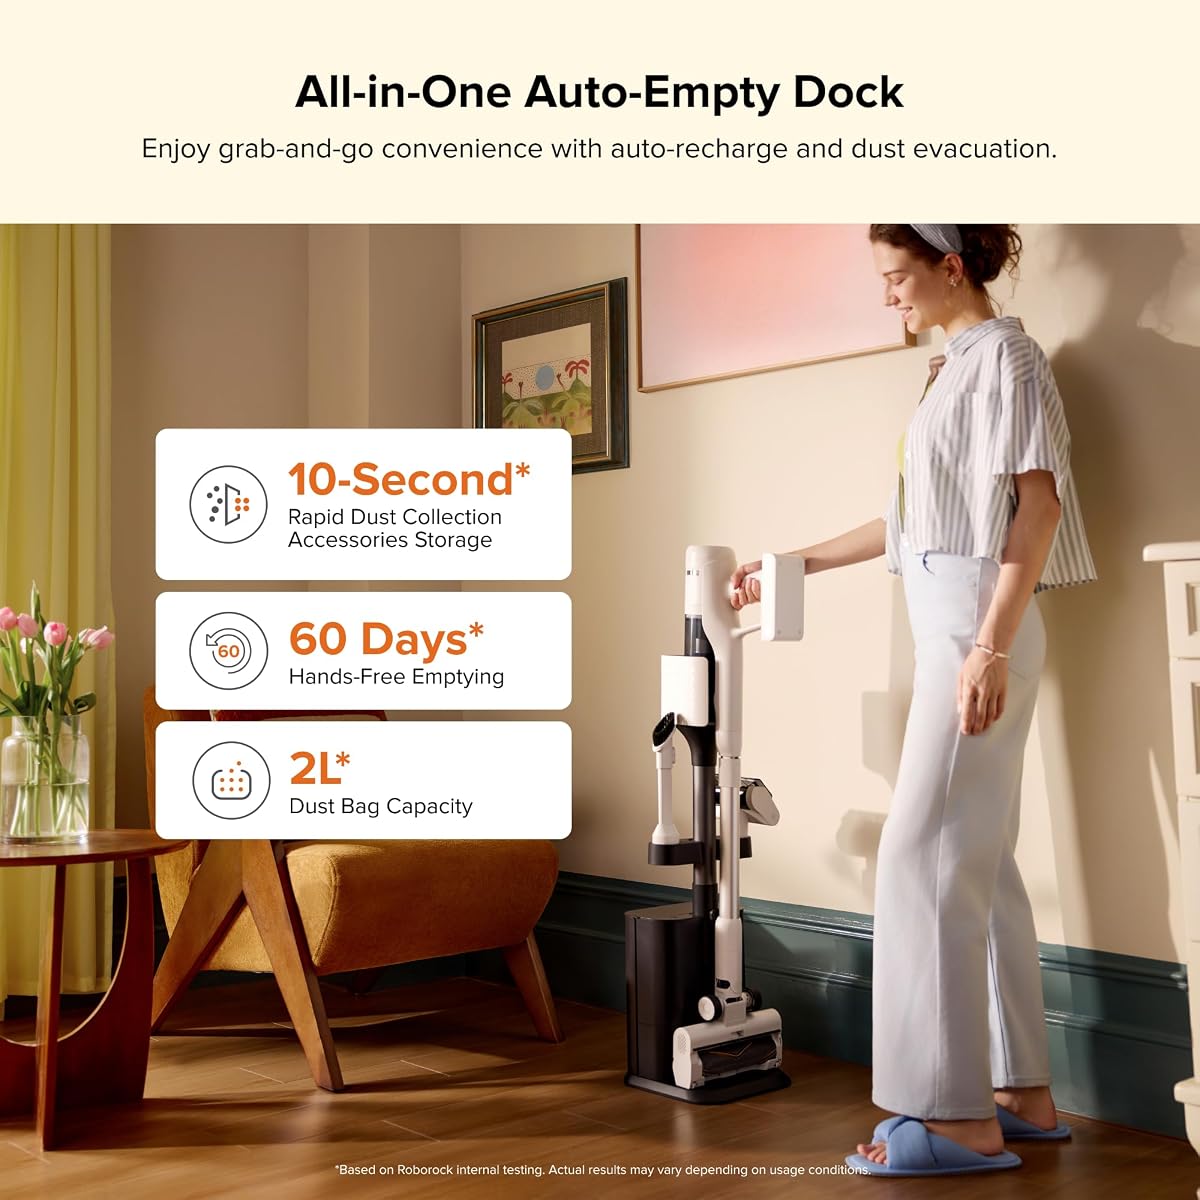 All-in-One Auto-Empty Dock
Enjoy grab-and-go convenience with auto-recharge and dust evacuation.
10-Second*
Rapid Dust Collection
Accessories Storage
60
60 Days*
Hands-Free Emptying
2L*
Dust Bag Capacity
*Based on Roborock internal testing. Actual results may vary depending on usage conditions.